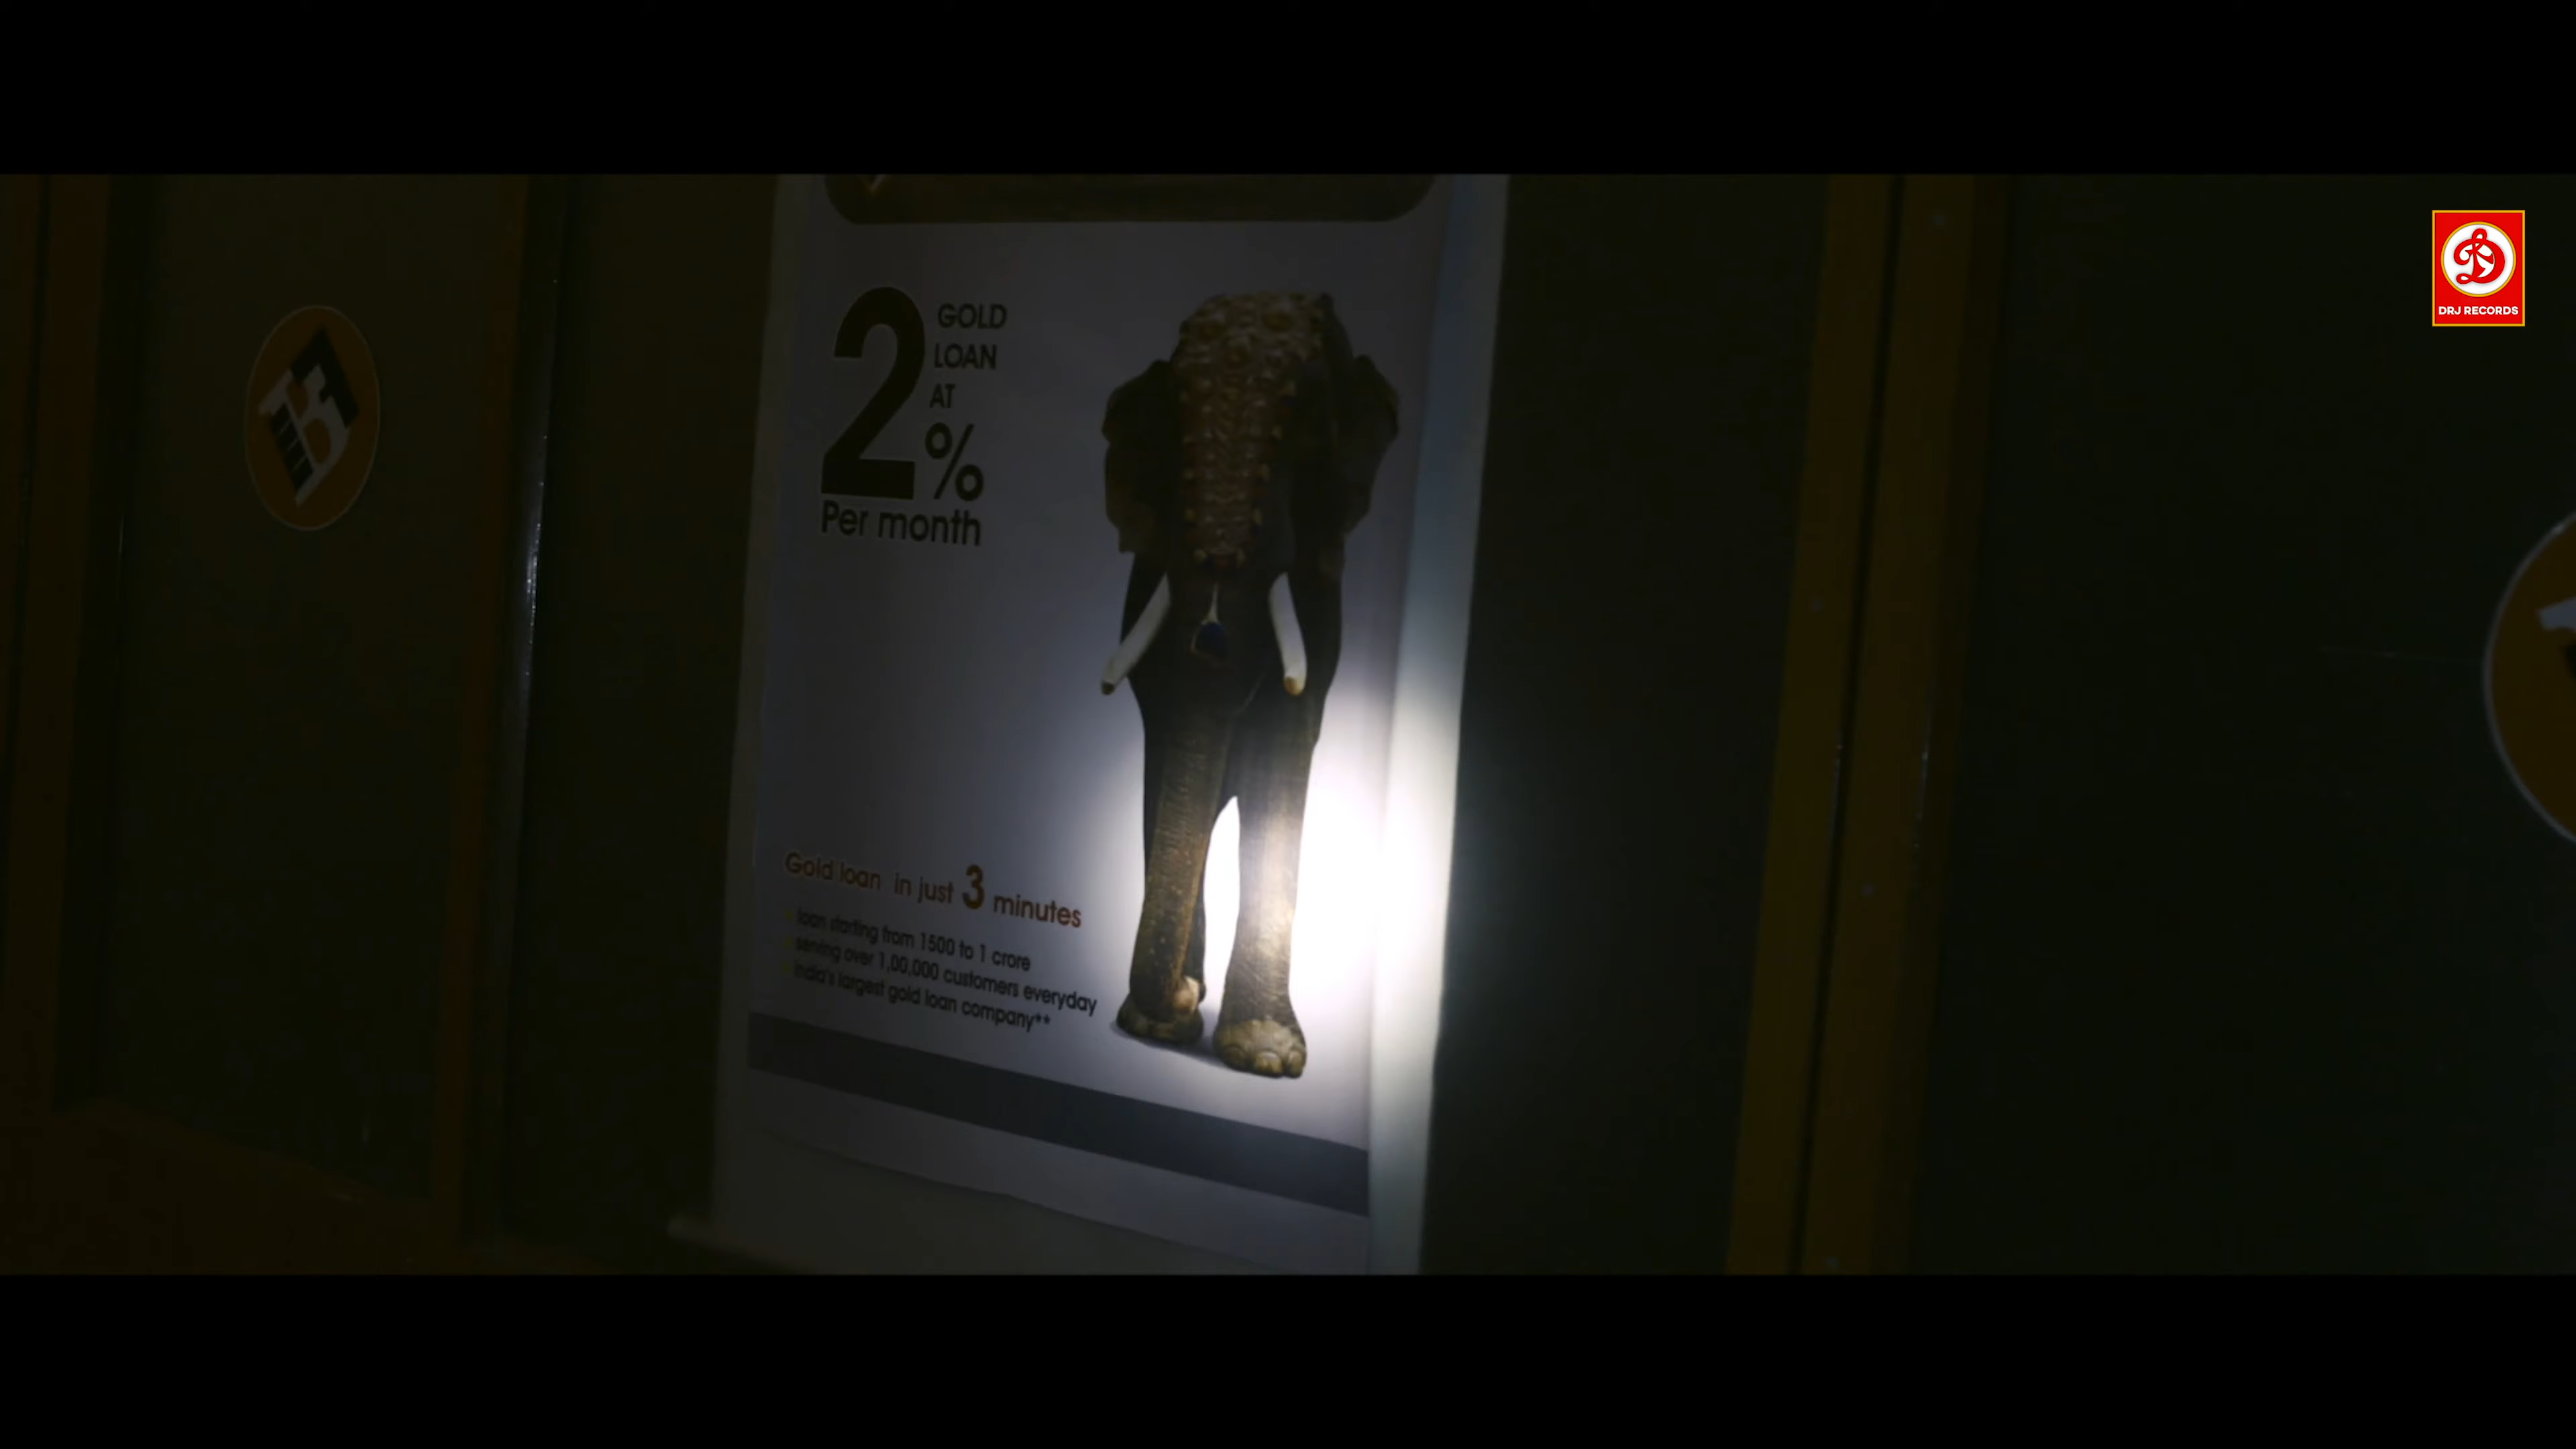 DRJ RECORDS
2 GOLD
LOAN
AT
%
Per month
Gold loan in just 3 minutes
loan starting from 1500 to 1 crore
serving over 1,00,000 customers everyday
India's largest gold loan company**